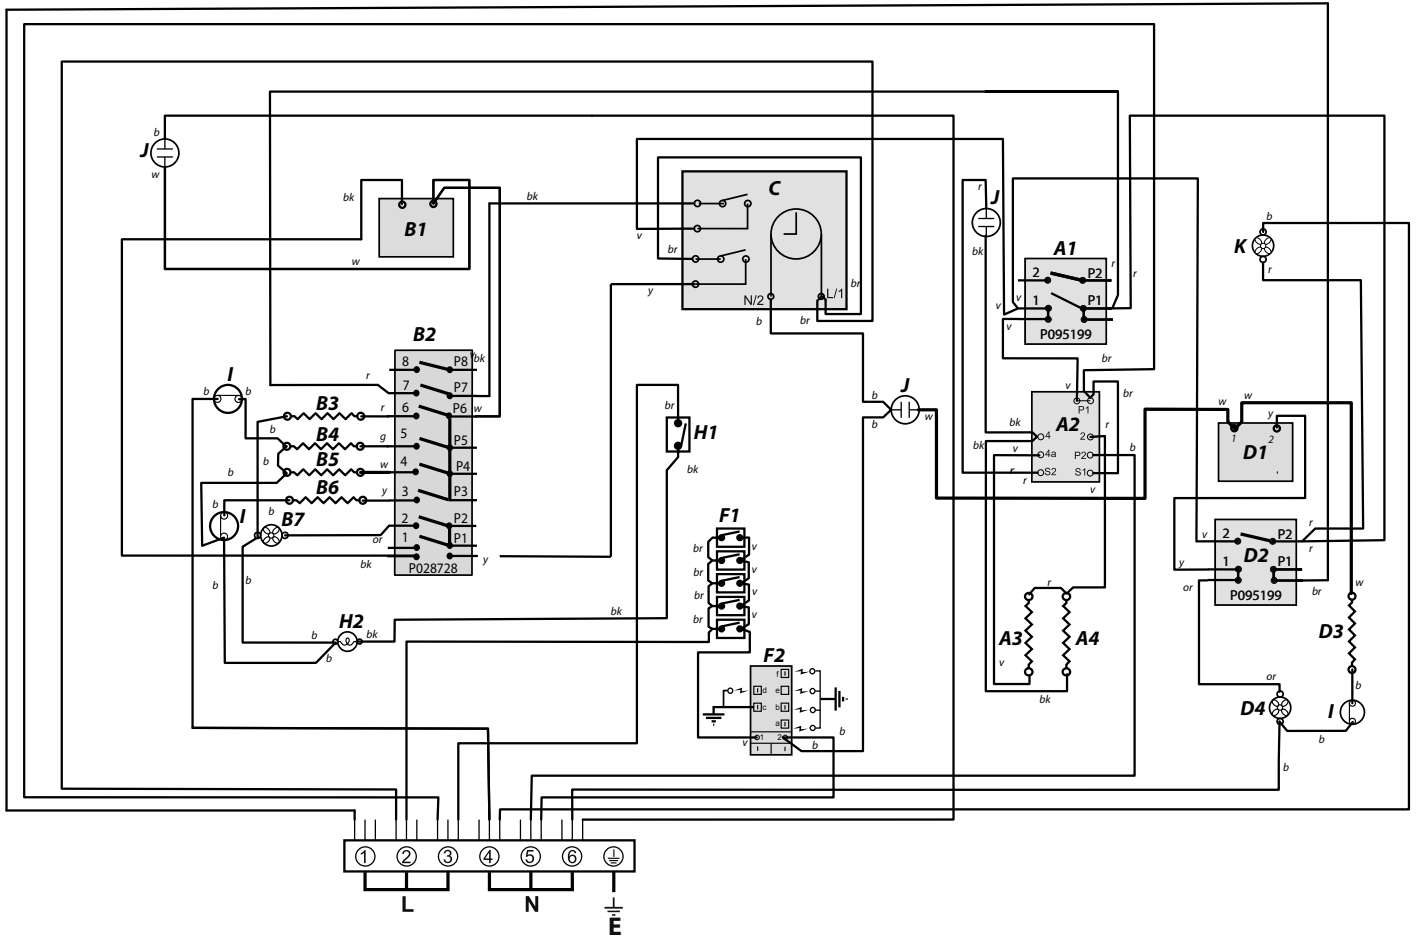 b
J
w
bk
B1
w
bk
v
br
y
C
N/2
L/1
br
b
br
r
J
bk
A1
2
P2
1
P1
P095199
r
r
v
v
v
br
b
K
r
B2
8
P8
bk
7
P7
6
P6
w
5
P5
4
P4
3
P3
2
P2
1
P1
y
P028728
r
I
b
b
B3
r
b
B4
g
b
B5
w
b
B6
y
b
I
b
B7
or
bk
b
b
H2
b
bk
b
bk
br
H1
bk
J
b
b
w
v
P1
br
A2
bk
4
2
r
bk
v
4a
P2
b
r
S2
S1
v
w
w
y
1
2
D1
v
2
P2
r
r
D2
y
1
P1
or
br
P095199
w
F1
br
v
br
v
br
v
br
v
F2
f
d
e
c
b
a
v
1
2
b
b
r
A3
A4
v
bk
D3
or
b
D4
I
b
b
1
2
3
4
5
6
L
N
E